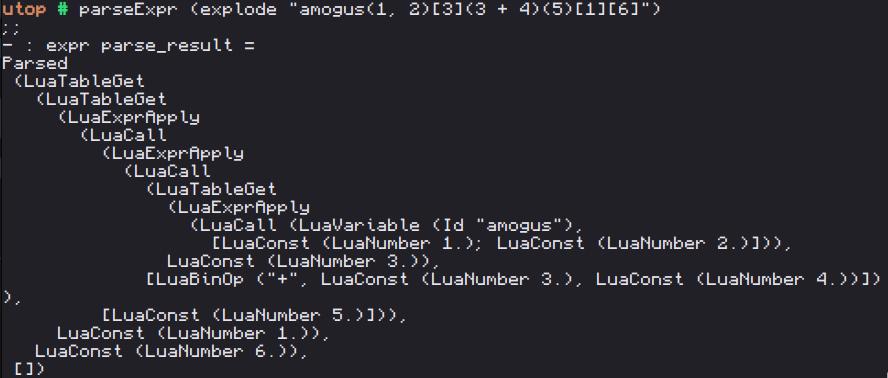 utop # parseExpr (explode "amogus(1, 2)[3](3 + 4)(5)[1][6]")
;;
- : expr parse_result =
Parsed
 (LuaTableGet
   (LuaTableGet
     (LuaExprApply
       (LuaCall
         (LuaExprApply
           (LuaCall
             (LuaTableGet
               (LuaExprApply
                 (LuaCall (LuaVariable (Id "amogus"),
                   [LuaConst (LuaNumber 1.); LuaConst (LuaNumber 2.)])),
               LuaConst (LuaNumber 3.)),
             [LuaBinOp ("+", LuaConst (LuaNumber 3.), LuaConst (LuaNumber 4.))])
),
         [LuaConst (LuaNumber 5.)])),
     LuaConst (LuaNumber 1.)),
   LuaConst (LuaNumber 6.)),
 [])